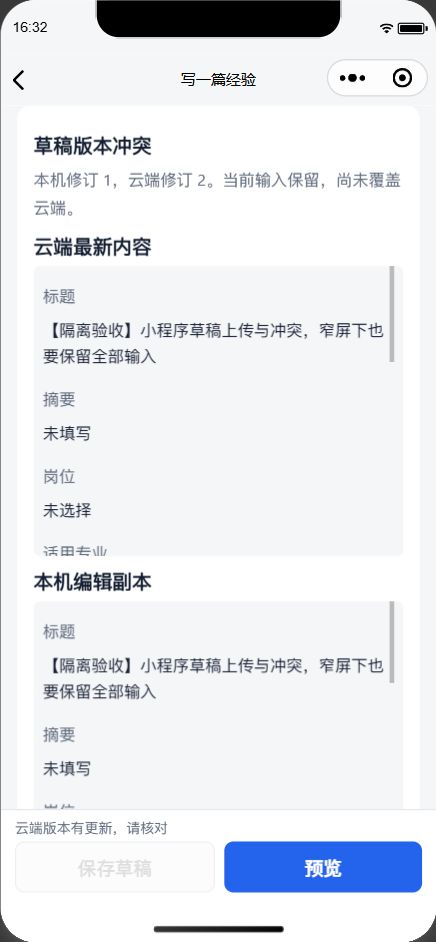 16:32
写一篇经验
草稿版本冲突
本机修订 1，云端修订 2。当前输入保留，尚未覆盖
云端。
云端最新内容
标题
【隔离验收】小程序草稿上传与冲突，窄屏下也
要保留全部输入
摘要
未填写
岗位
未选择
适用专业
本机编辑副本
标题
【隔离验收】小程序草稿上传与冲突，窄屏下也
要保留全部输入
摘要
未填写
岗位
云端版本有更新，请核对
保存草稿
预览